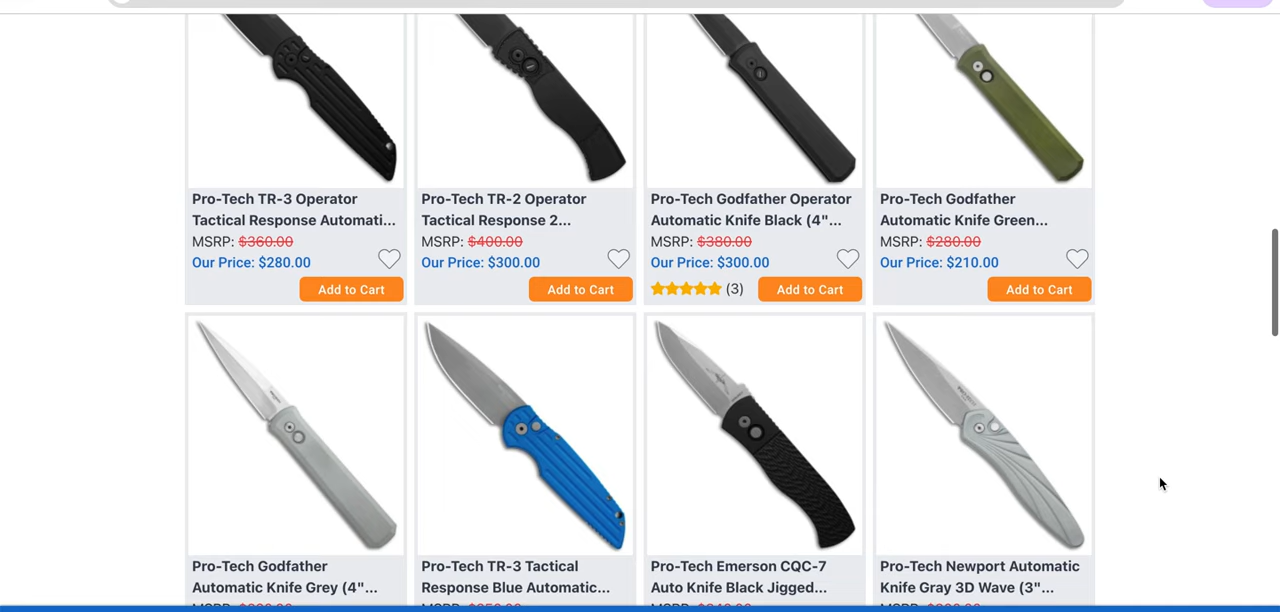 Pro-Tech TR-3 Operator
Tactical Response Automati...
MSRP: $360.00
Our Price: $280.00
Add to Cart
Pro-Tech TR-2 Operator
Tactical Response 2...
MSRP: $400.00
Our Price: $300.00
Add to Cart
Pro-Tech Godfather Operator
Automatic Knife Black (4"...
MSRP: $380.00
Our Price: $300.00
(3)
Add to Cart
Pro-Tech Godfather
Automatic Knife Green...
MSRP: $280.00
Our Price: $210.00
Add to Cart
Pro-Tech Godfather
Automatic Knife Grey (4"...
Pro-Tech TR-3 Tactical
Response Blue Automatic...
Pro-Tech Emerson CQC-7
Auto Knife Black Jigged...
Pro-Tech Newport Automatic
Knife Gray 3D Wave (3"...